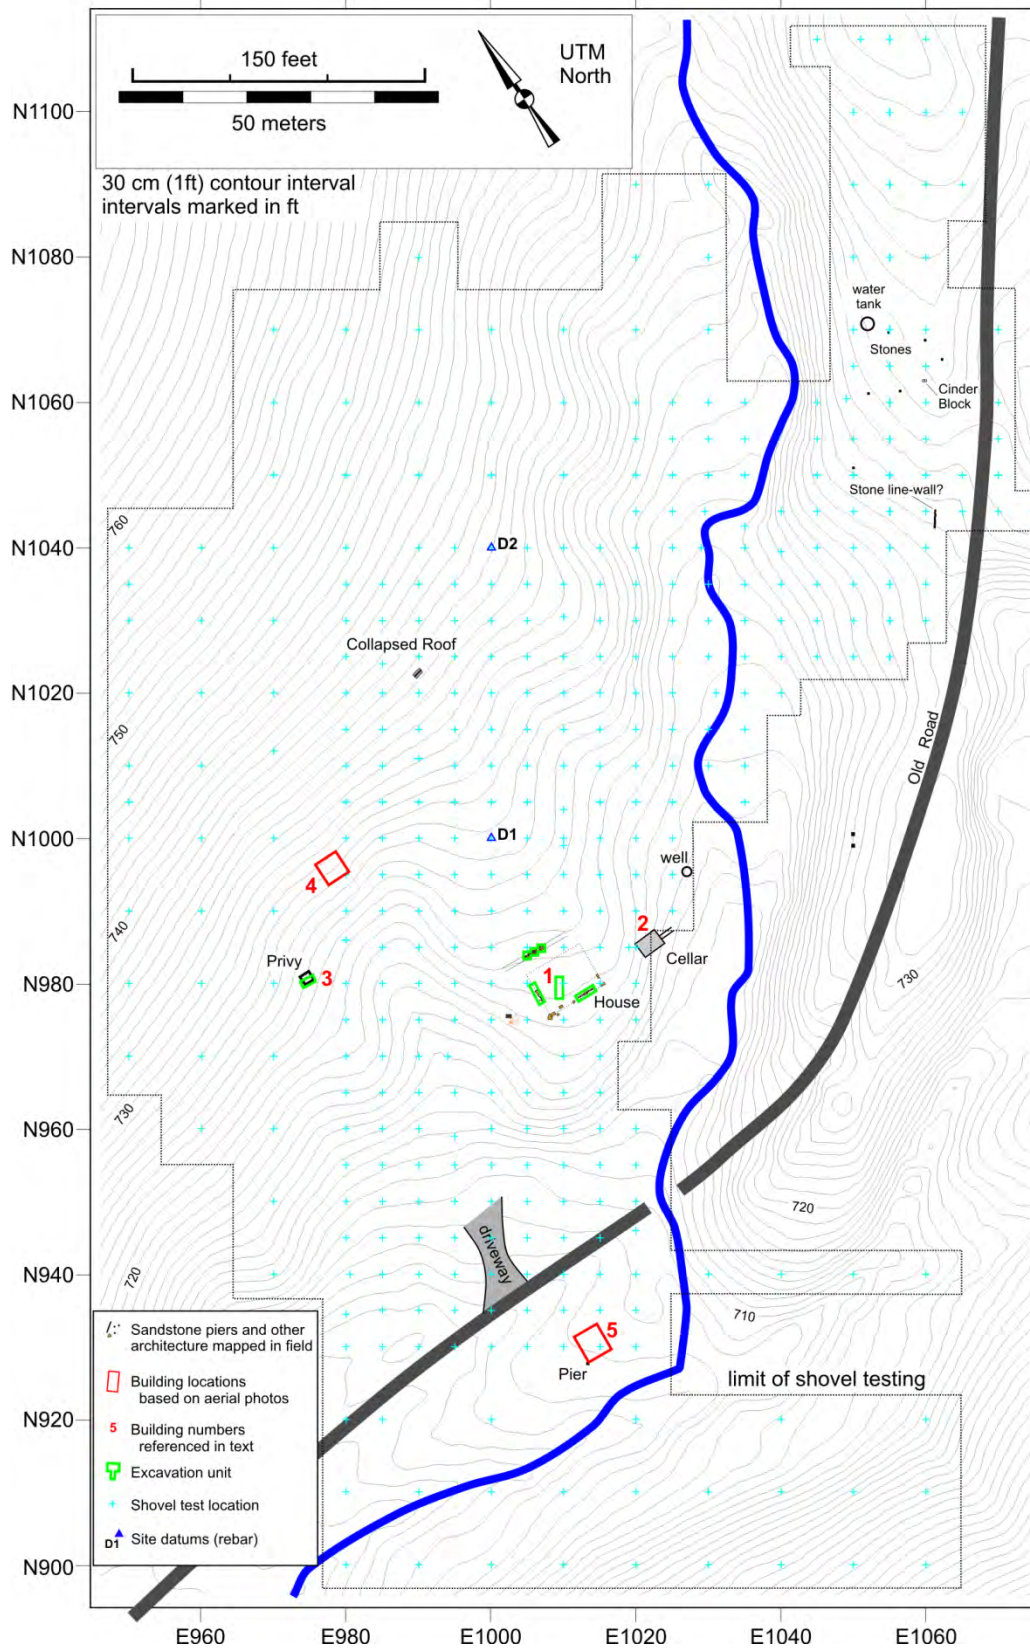 150 feet
50 meters
UTM
North
30 cm (1ft) contour interval
intervals marked in ft
N1100
N1080
N1060
N1040
N1020
N1000
N980
N960
N940
N920
N900
E960
E980
E1000
E1020
E1040
E1060
water
tank
Stones
Cinder
Block
Stone line-wall?
760
D2
Collapsed Roof
750
Old Road
D1
well
4
740
2
Cellar
Privy
3
1
House
730
730
720
driveway
720
710
5
Pier
limit of shovel testing
Sandstone piers and other
architecture mapped in field
Building locations
based on aerial photos
5 Building numbers
referenced in text
Excavation unit
Shovel test location
D1 Site datums (rebar)